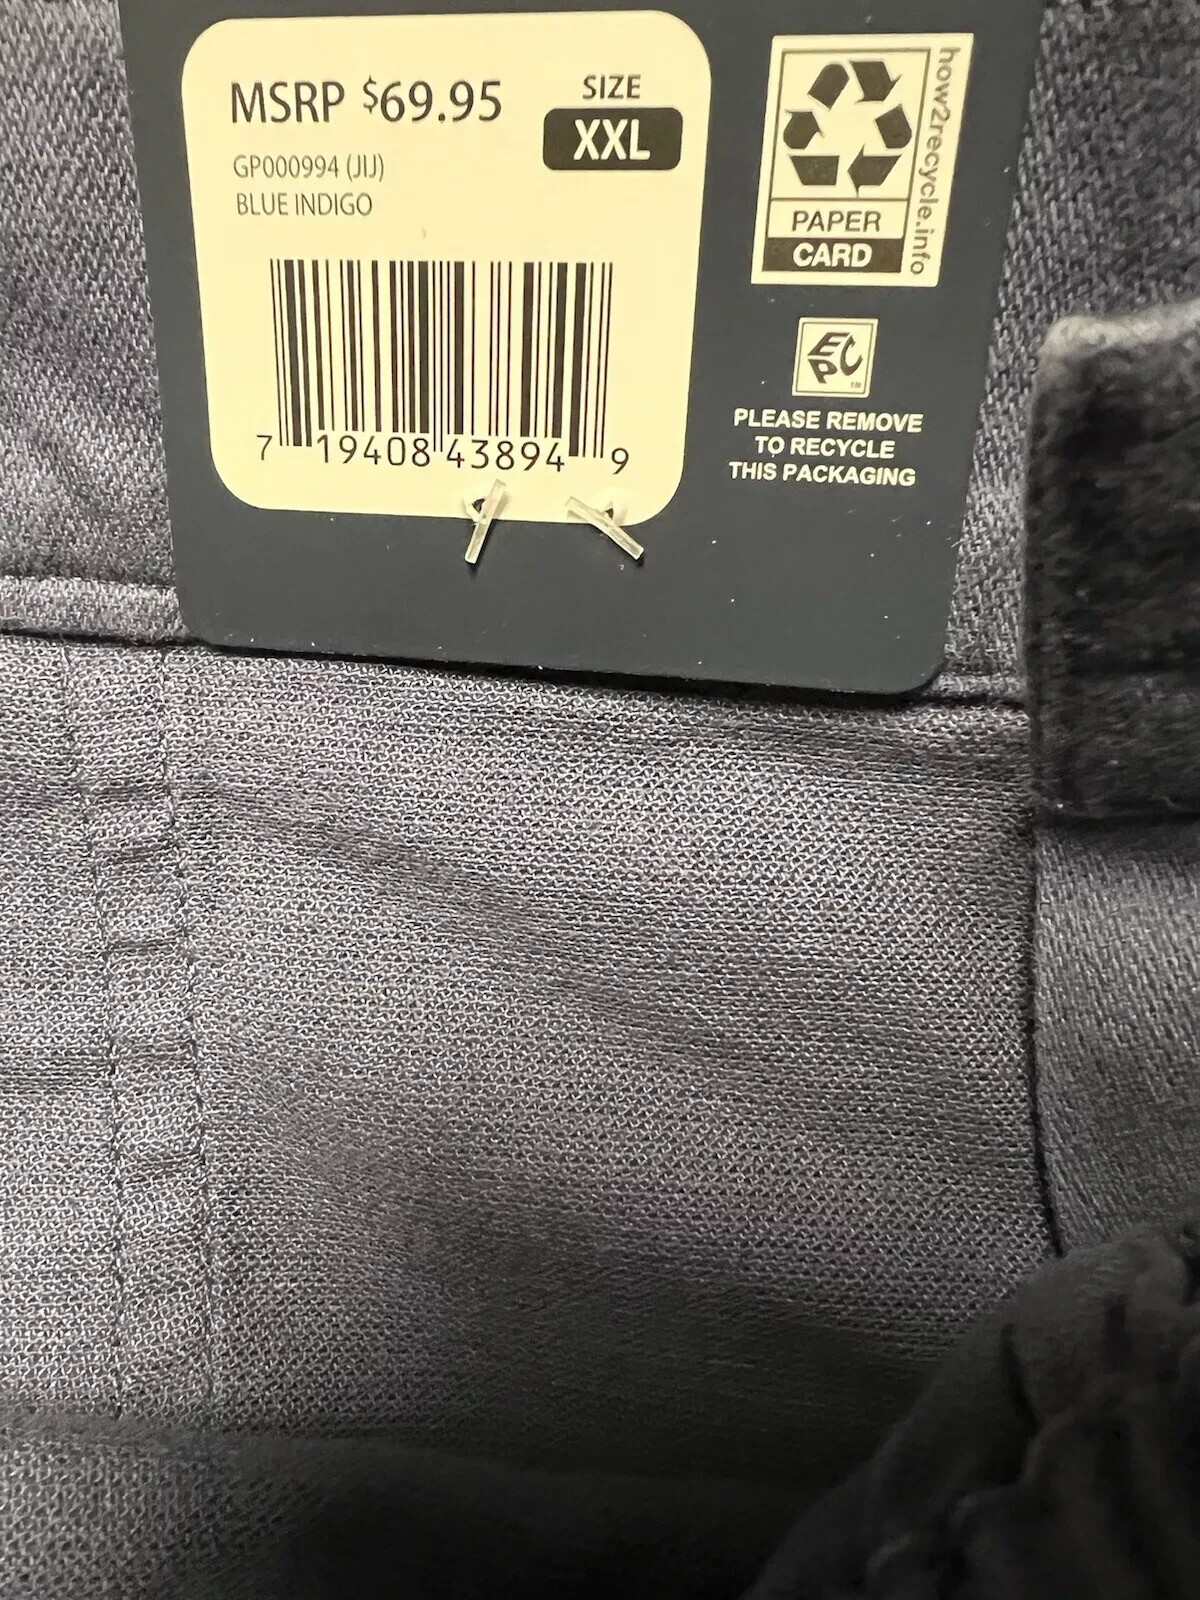 MSRP $69.95
SIZE
XXL
GP000994 (JIJ)
BLUE INDIGO
7 19408 43894 9
how2recycle.info
PAPER
CARD
EPC
TM
PLEASE REMOVE
TO RECYCLE
THIS PACKAGING